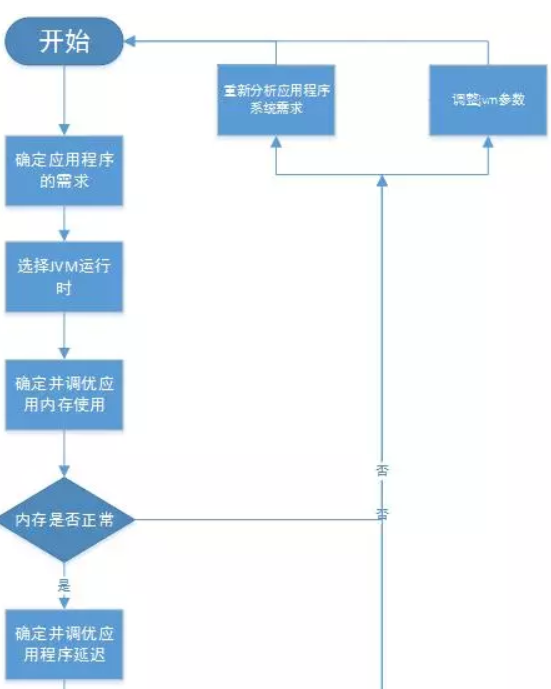 开始
重新分析应用程序
系统需求
调整jvm参数
确定应用程序
的需求
选择JVM运行
时
确定并调优应
用内存使用
否
内存是否正常
否
是
确定并调优应
用程序延迟